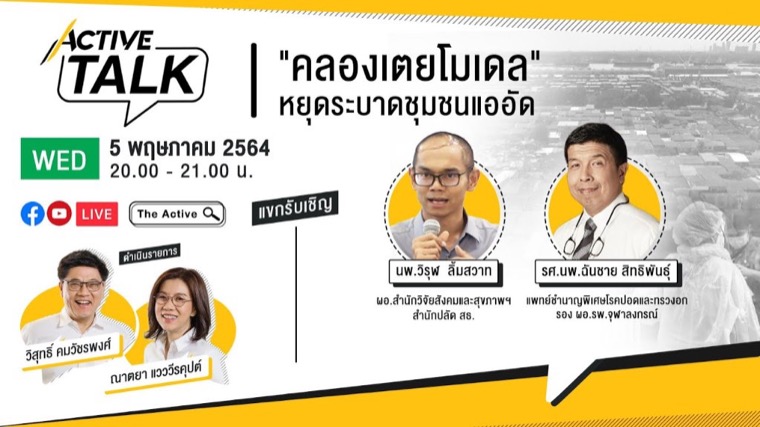 ACTIVE
TALK
"คลองเตยโมเดล"
หยุดระบาดชุมชนแออัด
WED
5 พฤษภาคม 2564
20.00 - 21.00 น.
LIVE
The Active
แขกรับเชิญ
ดำเนินรายการ
วิสุทธิ์ คมวัชรพงศ์
ณาตยา แวววีรคุปต์
นพ.วิรุฬ ลิ้มสวาท
ผอ.สำนักวิจัยสังคมและสุขภาพฯ
สำนักปลัด สธ.
รศ.นพ.ฉันชาย สิทธิพันธุ์
แพทย์ชำนาญพิเศษโรคปอดและทรวงอก
รอง ผอ.รพ.จุฬาลงกรณ์